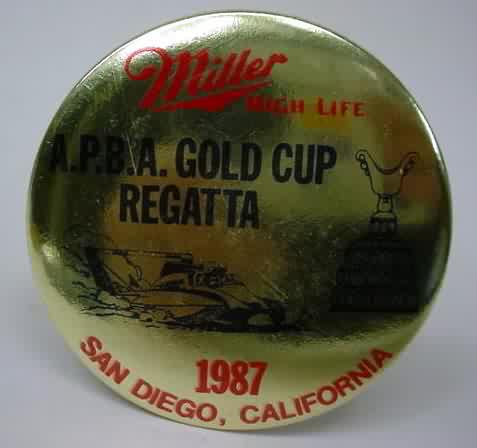 Miller
HIGH LIFE
A.P.B.A. GOLD CUP
REGATTA
1987
SAN DIEGO, CALIFORNIA